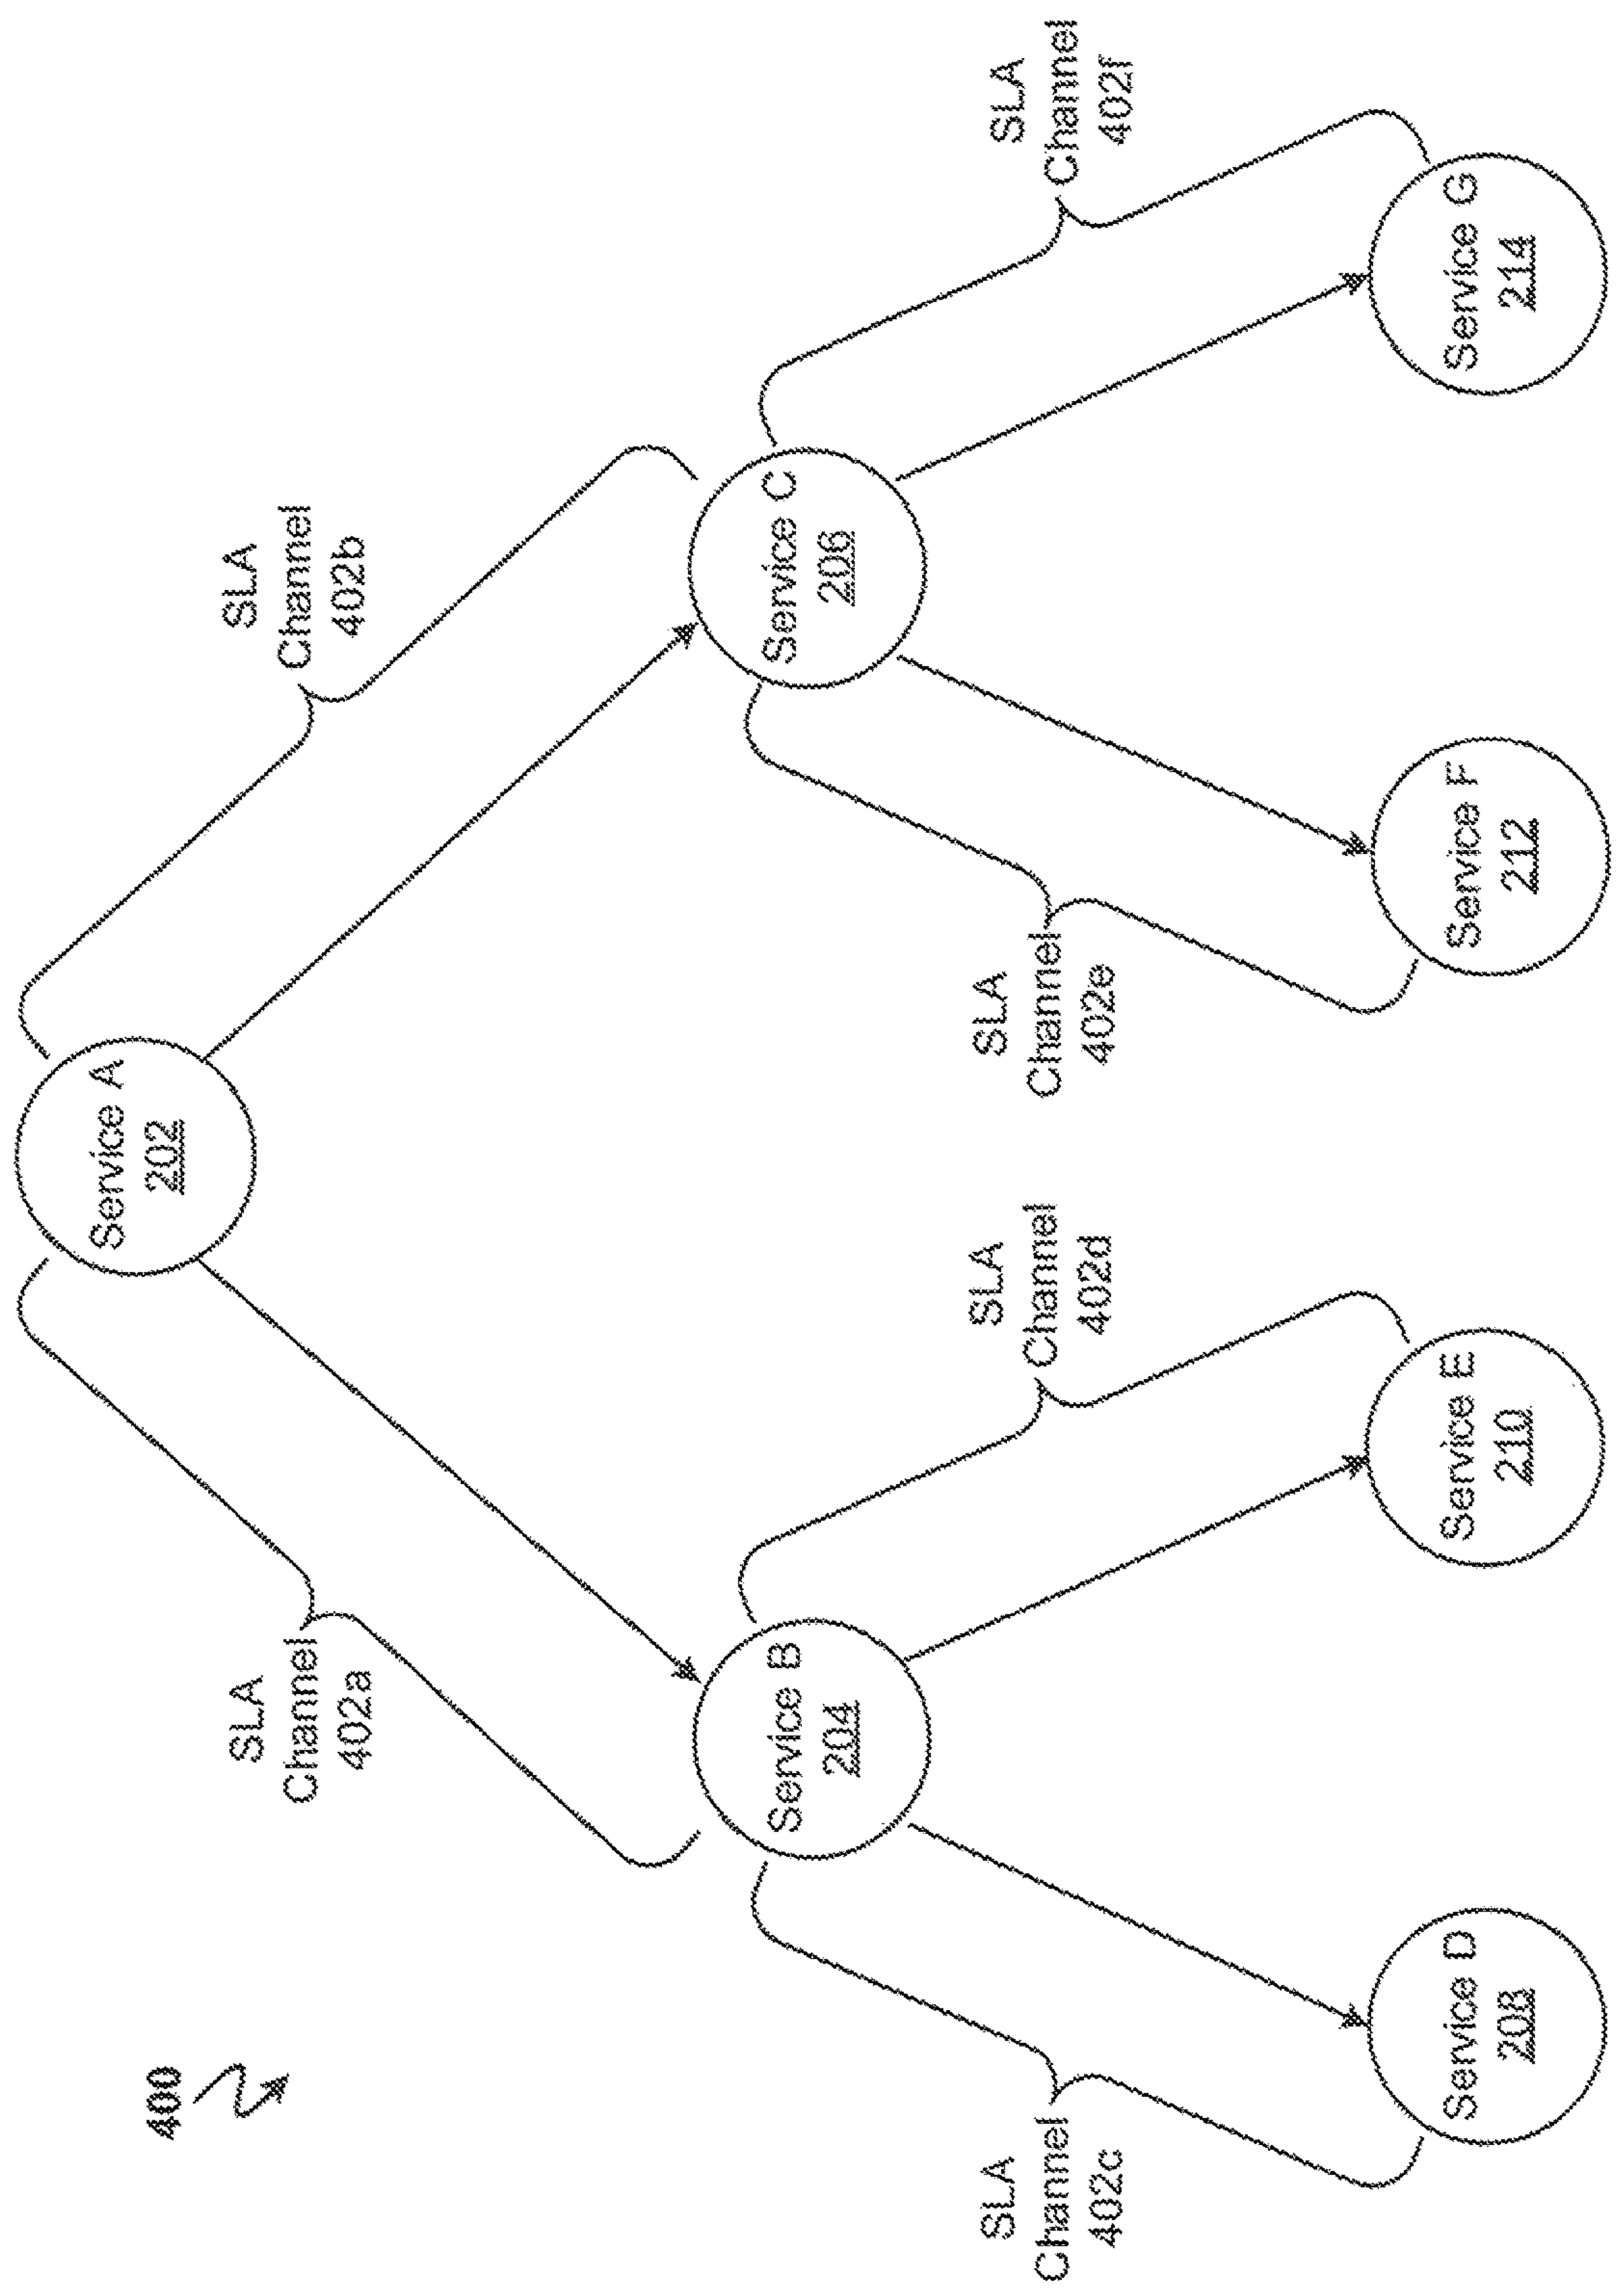 400
Service A
202
SLA
Channel
402a
SLA
Channel
402b
Service B
204
Service C
206
SLA
Channel
402c
SLA
Channel
402d
SLA
Channel
402e
SLA
Channel
402f
Service D
208
Service E
210
Service F
212
Service G
214